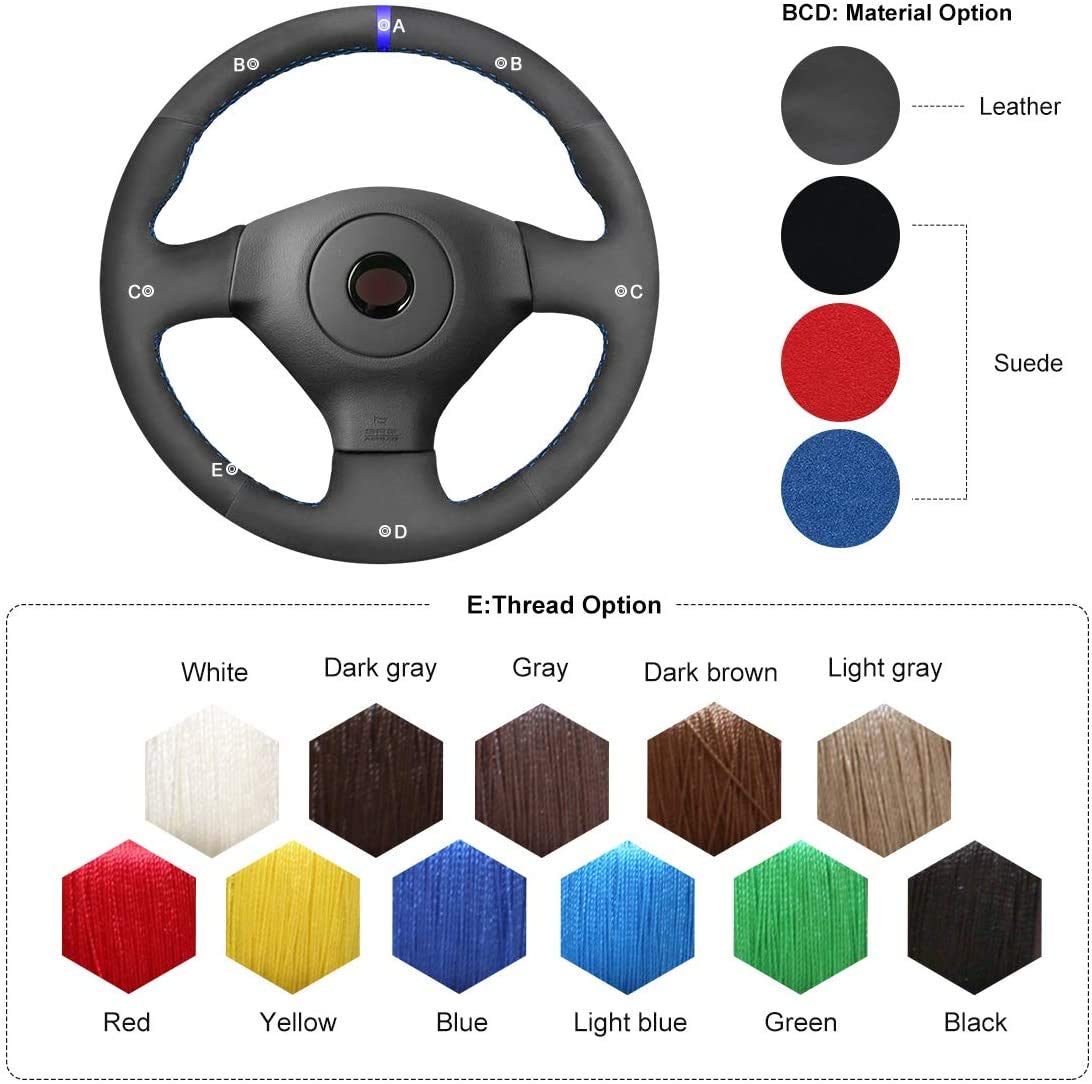 BCD: Material Option
A
B
B
Leather
C
C
Suede
E
D
E:Thread Option
White
Dark gray
Gray
Dark brown
Light gray
Red
Yellow
Blue
Light blue
Green
Black